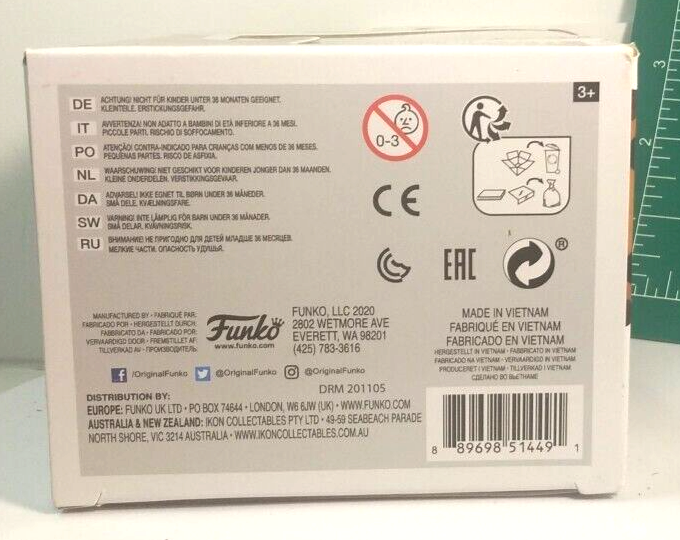 DE ACHTUNG! NICHT FÜR KINDER UNTER 36 MONATEN GEEIGNET.
KLEINTEILE. ERSTICKUNGSGEFAHR.
IT AVVERTENZA! NON ADATTO A BAMBINI DI ETÀ INFERIORE A 36 MESI.
PICCOLE PARTI. RISCHIO DI SOFFOCAMENTO.
PO ATENÇÃO! CONTRA-INDICADO PARA CRIANÇAS COM MENOS DE 36 MESES.
PEQUENAS PARTES. RISCO DE ASFIXIA.
NL WAARSCHUWING! NIET GESCHIKT VOOR KINDEREN JONGER DAN 36 MAANDEN.
KLEINE ONDERDELEN. VERSTIKKINGSGEVAAR.
DA ADVARSEL! IKKE EGNET TIL BØRN UNDER 36 MÅNEDER.
SMÅ DELE. KVÆLNINGSFARE.
SW VARNING! INTE LÄMPLIG FÖR BARN UNDER 36 MÅNADER.
SMÅ DELAR. KVÄVNINGSRISK.
RU ВНИМАНИЕ! НЕ ПРИГОДНО ДЛЯ ДЕТЕЙ МЛАДШЕ 36 МЕСЯЦЕВ.
МЕЛКИЕ ЧАСТИ. ОПАСНОСТЬ УДУШЬЯ.
0-3
3+
CE
EAC
®
MANUFACTURED BY • FABRIQUÉ PAR:
FABRICADO POR • HERGESTELLT DURCH:
FABBRICATO DA • FABRICADO POR:
VERVAARDIGD DOOR • FREMSTILLET AF:
TILLVERKAD AV • ПРОИЗВОДИТЕЛЬ:
Funko
www.funko.com
FUNKO, LLC 2020
2802 WETMORE AVE
EVERETT, WA 98201
(425) 783-3616
MADE IN VIETNAM
FABRIQUÉ EN VIETNAM
FABRICADO EN VIETNAM
HERGESTELLT IN VIETNAM • FABBRICATO IN VIETNAM
FABRICADO NA VIETNAM • VERVAARDIGD IN VIETNAM
PRODUCERET I VIETNAM • TILLVERKAD I VIETNAM
СДЕЛАНО ВО ВЬЕТНАМЕ
f /OriginalFunko @OriginalFunko @OriginalFunko
DRM 201105
DISTRIBUTION BY:
EUROPE: FUNKO UK LTD • PO BOX 74644 • LONDON, W6 6JW (UK) • WWW.FUNKO.COM
AUSTRALIA & NEW ZEALAND: IKON COLLECTABLES PTY LTD • 49-59 SEABEACH PARADE
NORTH SHORE, VIC 3214 AUSTRALIA • WWW.IKONCOLLECTABLES.COM.AU
8 89698 51449 1
3
2